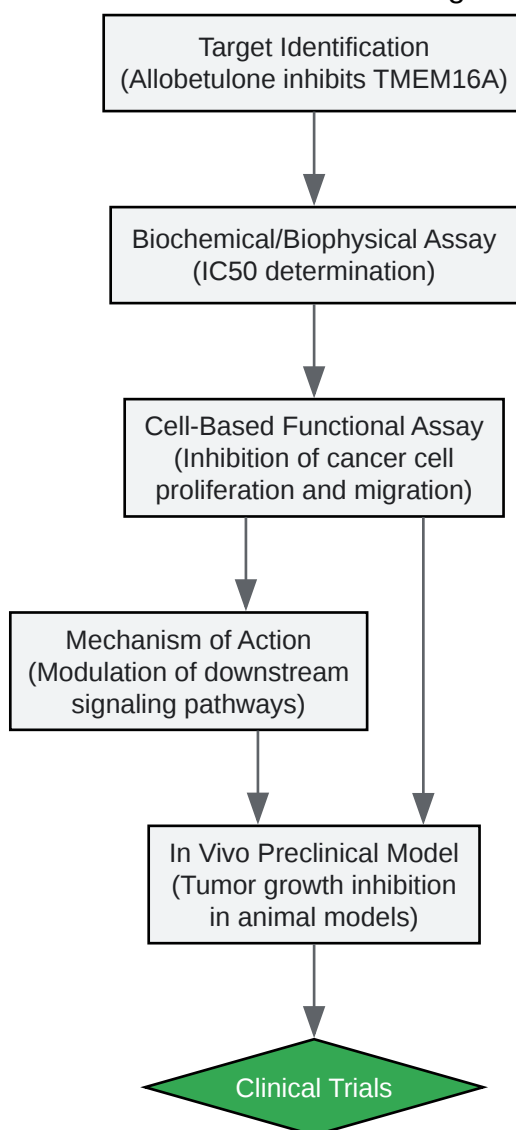 Target Identification
(Allobetulone inhibits TMEM16A)
Biochemical/Biophysical Assay
(IC50 determination)
Cell-Based Functional Assay
(Inhibition of cancer cell
proliferation and migration)
Mechanism of Action
(Modulation of downstream
signaling pathways)
In Vivo Preclinical Model
(Tumor growth inhibition
in animal models)
Clinical Trials